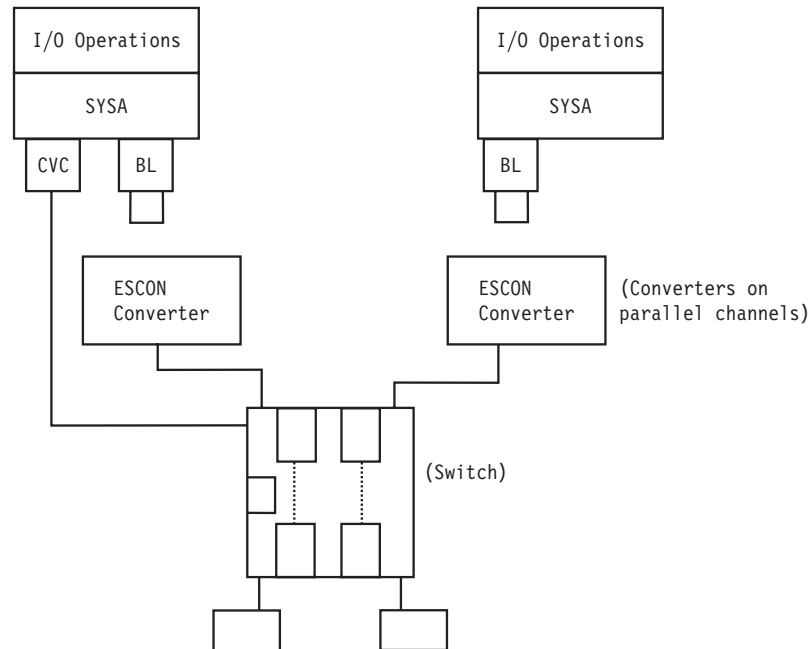 I/O Operations
I/O Operations
SYSA
SYSA
CVC
BL
BL
ESCON
Converter
ESCON
Converter
(Converters on
parallel channels)
(Switch)